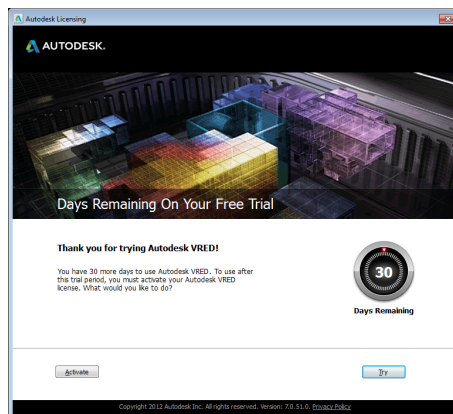 Autodesk Licensing
AUTODESK.
Days Remaining On Your Free Trial
Thank you for trying Autodesk VRED!
You have 30 more days to use Autodesk VRED. To use after
this trial period, you must activate your Autodesk VRED
license. What would you like to do?
30
Days Remaining
Activate
Try
Copyright 2012 Autodesk Inc. All rights reserved. Version: 7.0.51.0. Privacy Policy